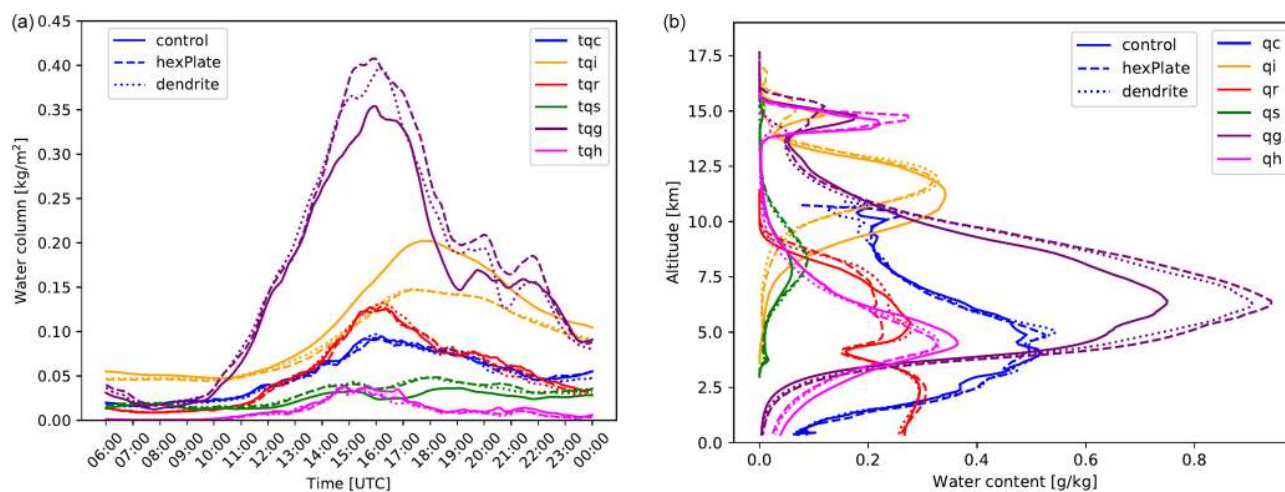 (a)
0.45
0.40
0.35
0.30
0.25
0.20
0.15
0.10
0.05
0.00
Water column [kg/m²]
control
hexPlate
dendrite
tqc
tqi
tqr
tqs
tqg
tqh
06:00 07:00 08:00 09:00 10:00 11:00 12:00 13:00 14:00 15:00 16:00 17:00 18:00 19:00 20:00 21:00 22:00 23:00 00:00
Time [UTC]
(b)
17.5
15.0
12.5
10.0
7.5
5.0
2.5
0.0
Altitude [km]
control
hexPlate
dendrite
qc
qi
qr
qs
qg
qh
0.0 0.2 0.4 0.6 0.8
Water content [g/kg]